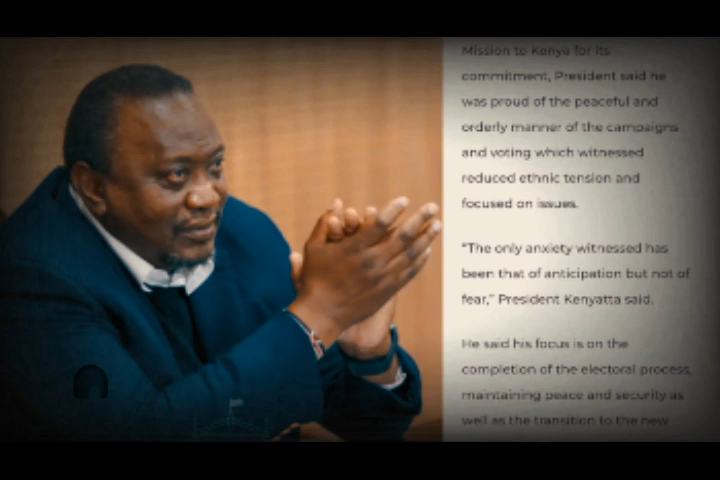 Mission to Kenya for its
commitment, President said he
was proud of the peaceful and
orderly manner of the campaigns
and voting which witnessed
reduced ethnic tension and
focused on issues.
"The only anxiety witnessed has
been that of anticipation but not of
fear," President Kenyatta said.
He said his focus is on the
completion of the electoral process,
maintaining peace and security as
well as the transition to the new